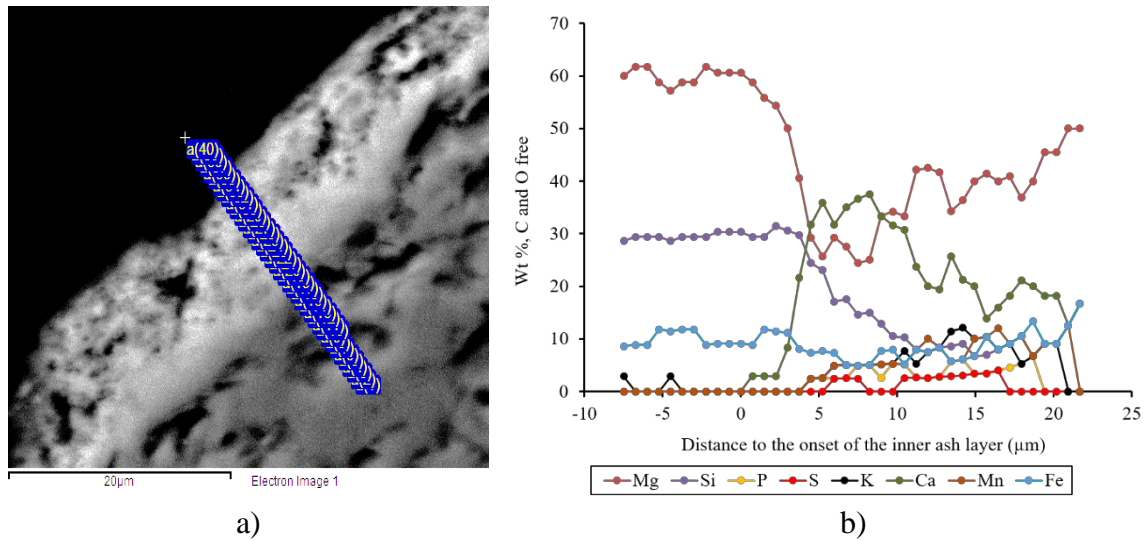 a(40)
20µm Electron Image 1
a)
70
60
50
40
30
20
10
0
Wt %, C and O free
-10 -5 0 5 10 15 20 25
Distance to the onset of the inner ash layer (µm)
Mg Si P S K Ca Mn Fe
b)